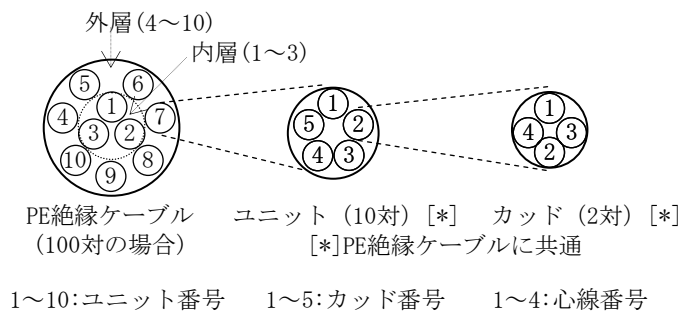 外層(4～10)
内層(1～3)
⑤ ⑥
① 
④ ⑦
③ ②
⑩ ⑧
⑨
①
⑤ ②
④ ③
①
④ ③
②
PE絶縁ケーブル
(100対の場合)
ユニット (10対) [*]
カッド (2対) [*]
[*]PE絶縁ケーブルに共通
1～10:ユニット番号 1～5:カッド番号 1～4:心線番号